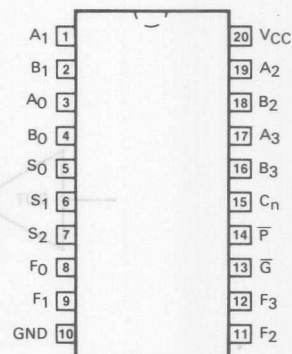 A1 1 20 VCC
B1 2 19 A2
A0 3 18 B2
B0 4 17 A3
S0 5 16 B3
S1 6 15 Cn
S2 7 14 P̅
F0 8 13 G̅
F1 9 12 F3
GND 10 11 F2